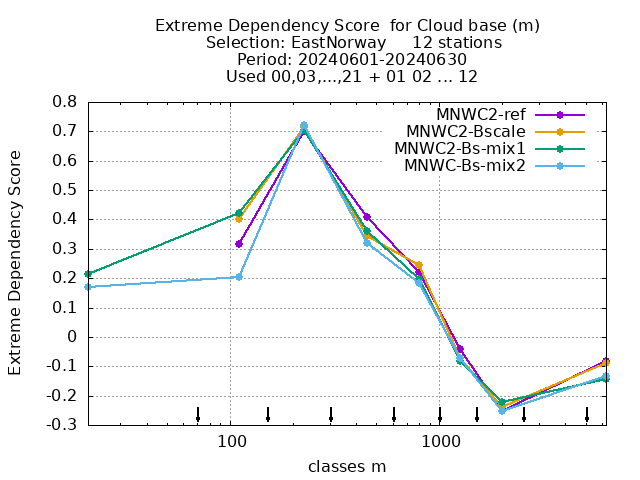 Extreme Dependency Score  for Cloud base (m)
Selection: EastNorway     12 stations
Period: 20240601-20240630
Used 00,03,...,21 + 01 02 ... 12
Extreme Dependency Score
0.8
0.7
0.6
0.5
0.4
0.3
0.2
0.1
0
-0.1
-0.2
-0.3
MNWC2-ref
MNWC2-Bscale
MNWC2-Bs-mix1
MNWC-Bs-mix2
100 1000
classes m